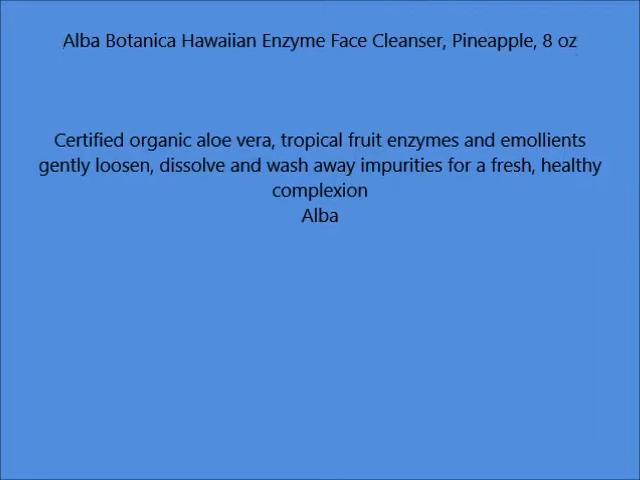 Alba Botanica Hawaiian Enzyme Face Cleanser, Pineapple, 8 oz
Certified organic aloe vera, tropical fruit enzymes and emollients
gently loosen, dissolve and wash away impurities for a fresh, healthy
complexion
Alba